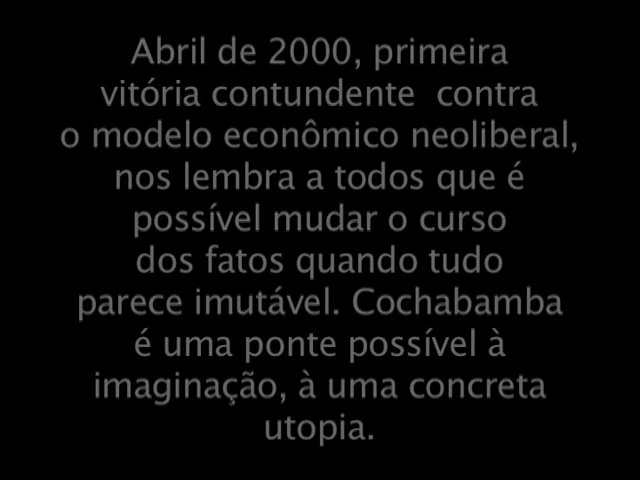 Abril de 2000, primeira
vitória contundente  contra
o modelo econômico neoliberal,
nos lembra a todos que é
possível mudar o curso
dos fatos quando tudo
parece imutável. Cochabamba
é uma ponte possível à
imaginação, à uma concreta
utopia.